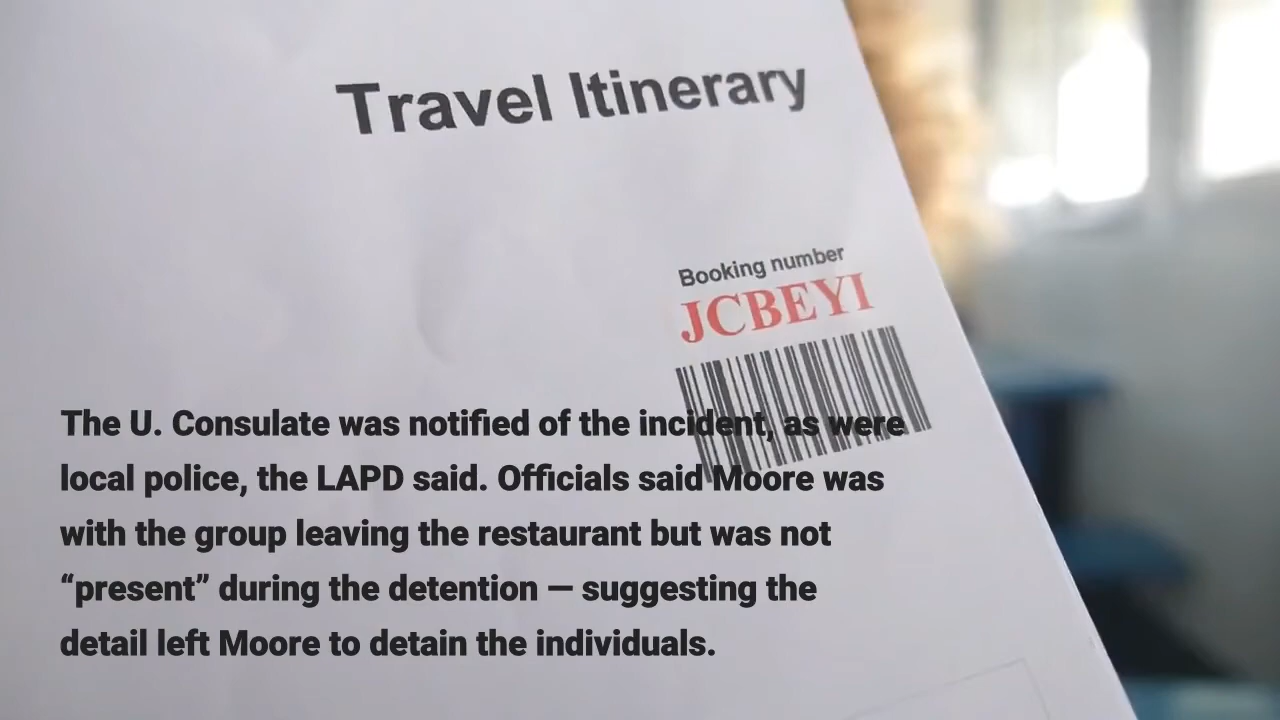 Travel Itinerary
Booking number
JCBEYI
The U. Consulate was notified of the incident, as were
local police, the LAPD said. Officials said Moore was
with the group leaving the restaurant but was not
“present” during the detention — suggesting the
detail left Moore to detain the individuals.